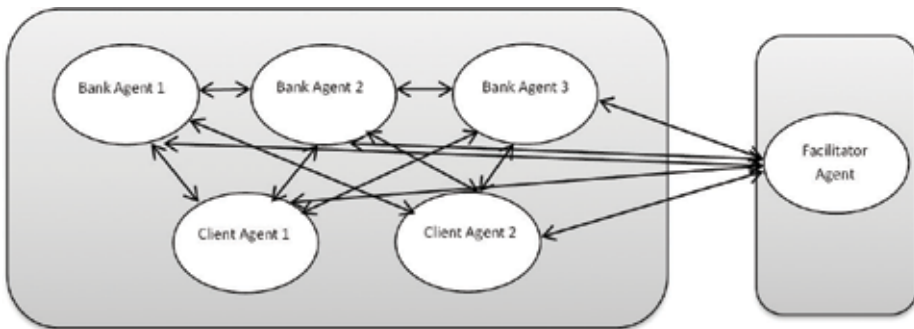 Bank Agent 1
Bank Agent 2
Bank Agent 3
Facilitator
Agent
Client Agent 1
Client Agent 2